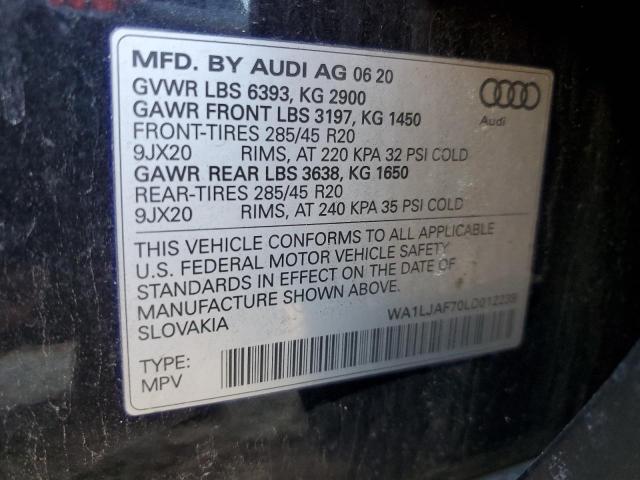 MFD. BY AUDI AG 06 20
GVWR LBS 6393, KG 2900
GAWR FRONT LBS 3197, KG 1450
FRONT-TIRES 285/45 R20
9JX20 RIMS, AT 220 KPA 32 PSI COLD
GAWR REAR LBS 3638, KG 1650
REAR-TIRES 285/45 R20
9JX20 RIMS, AT 240 KPA 35 PSI COLD
Audi
THIS VEHICLE CONFORMS TO ALL APPLICABLE
U.S. FEDERAL MOTOR VEHICLE SAFETY
STANDARDS IN EFFECT ON THE DATE OF
MANUFACTURE SHOWN ABOVE.
SLOVAKIA
TYPE:
MPV